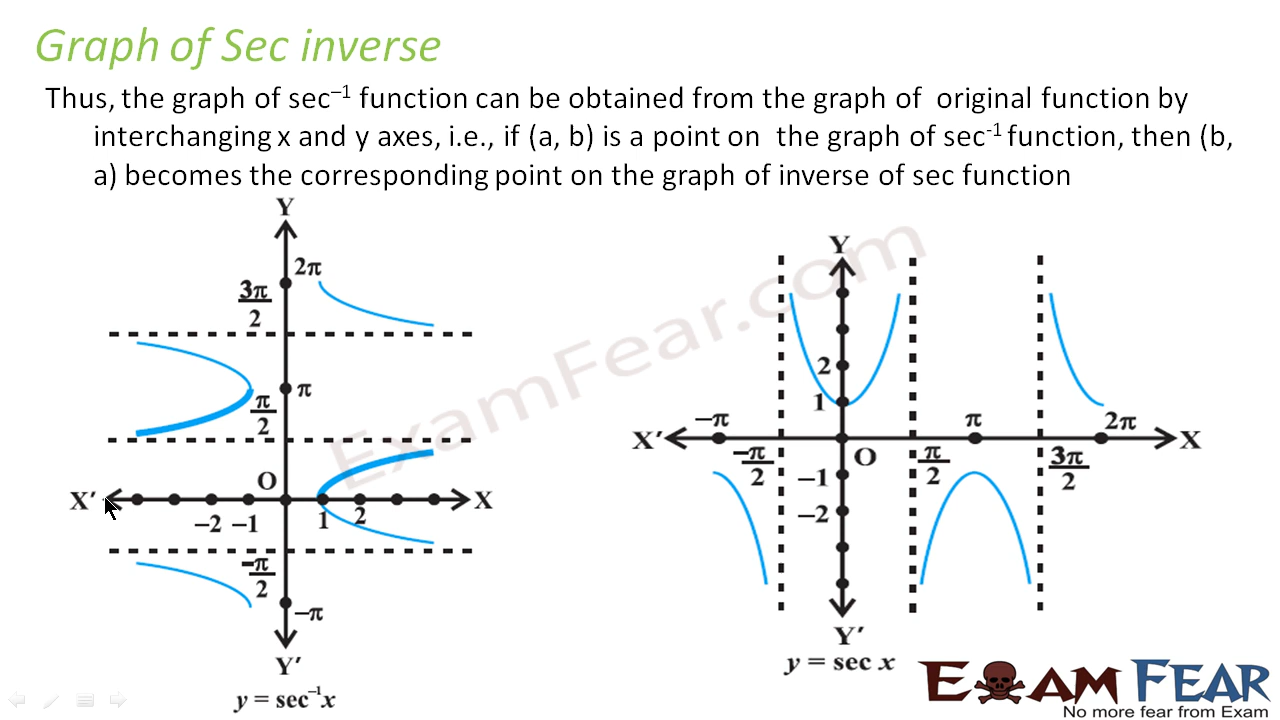 Graph of Sec inverse
Thus, the graph of sec⁻¹ function can be obtained from the graph of original function by
interchanging x and y axes, i.e., if (a, b) is a point on the graph of sec⁻¹ function, then (b,
a) becomes the corresponding point on the graph of inverse of sec function
Y
2π
3π/2
π
π/2
O
X′
X
–2 –1 1 2
–π/2
–π
Y′
y = sec⁻¹x
Y
2
1
–π
π
2π
X′
X
–π/2
O
π/2
3π/2
–1
–2
Y′
y = sec x
ExamFear.com
EXAM FEAR
No more fear from Exam